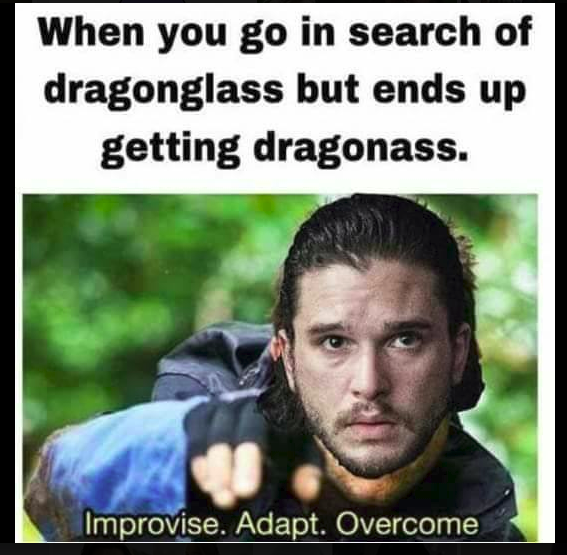 When you go in search of
dragonglass but ends up
getting dragonass.
Improvise. Adapt. Overcome